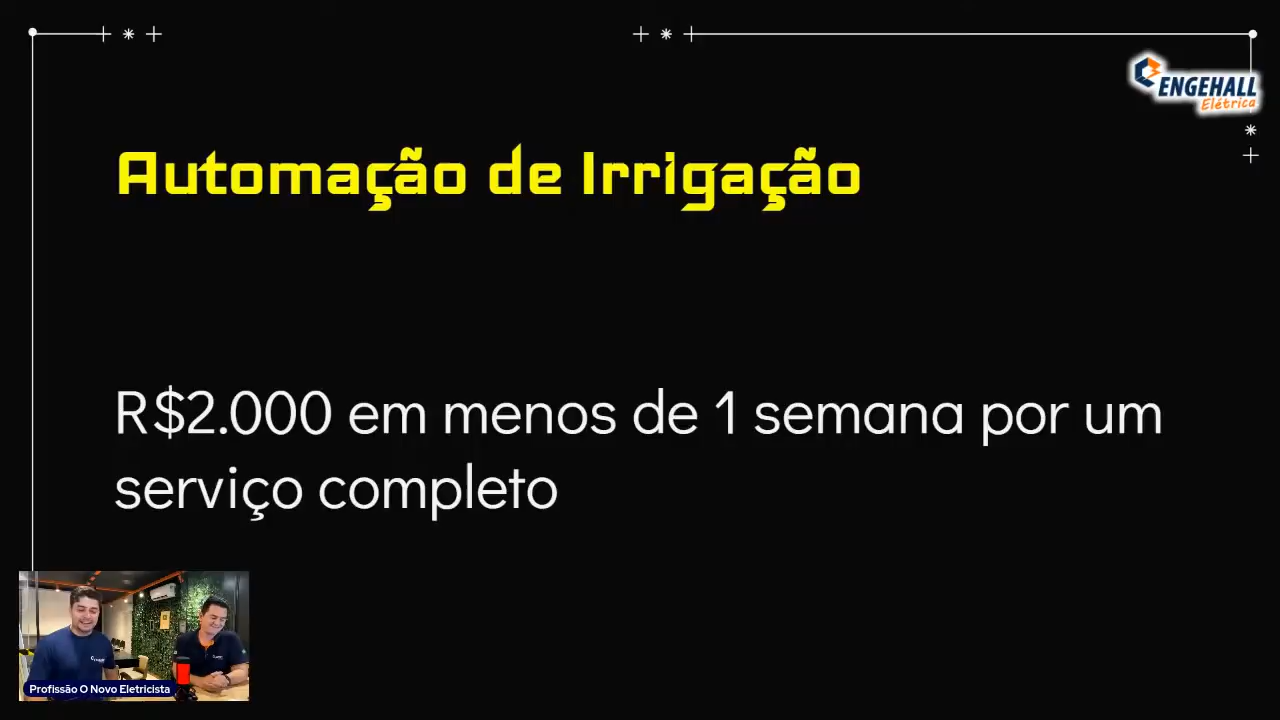 ENGEHALL
Elétrica
Automação de Irrigação
R$2.000 em menos de 1 semana por um
serviço completo
Profissão O Novo Eletricista